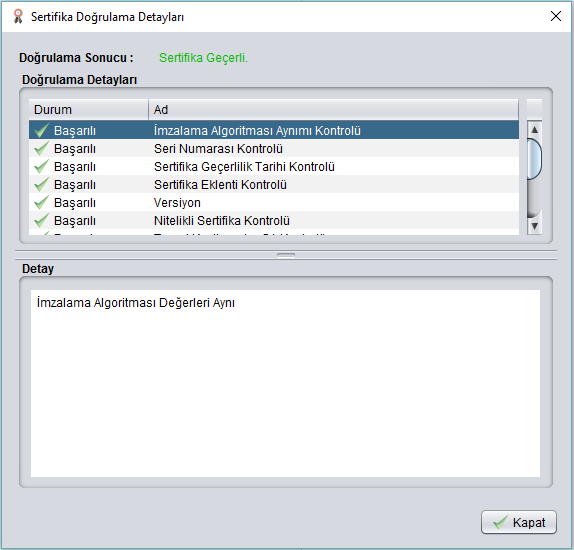 Sertifika Doğrulama Detayları
Doğrulama Sonucu : Sertifika Geçerli.
Doğrulama Detayları
Durum Ad
Başarılı İmzalama Algoritması Aynımı Kontrolü
Başarılı Seri Numarası Kontrolü
Başarılı Sertifika Geçerlilik Tarihi Kontrolü
Başarılı Sertifika Eklenti Kontrolü
Başarılı Versiyon
Başarılı Nitelikli Sertifika Kontrolü
Detay
İmzalama Algoritması Değerleri Aynı
Kapat